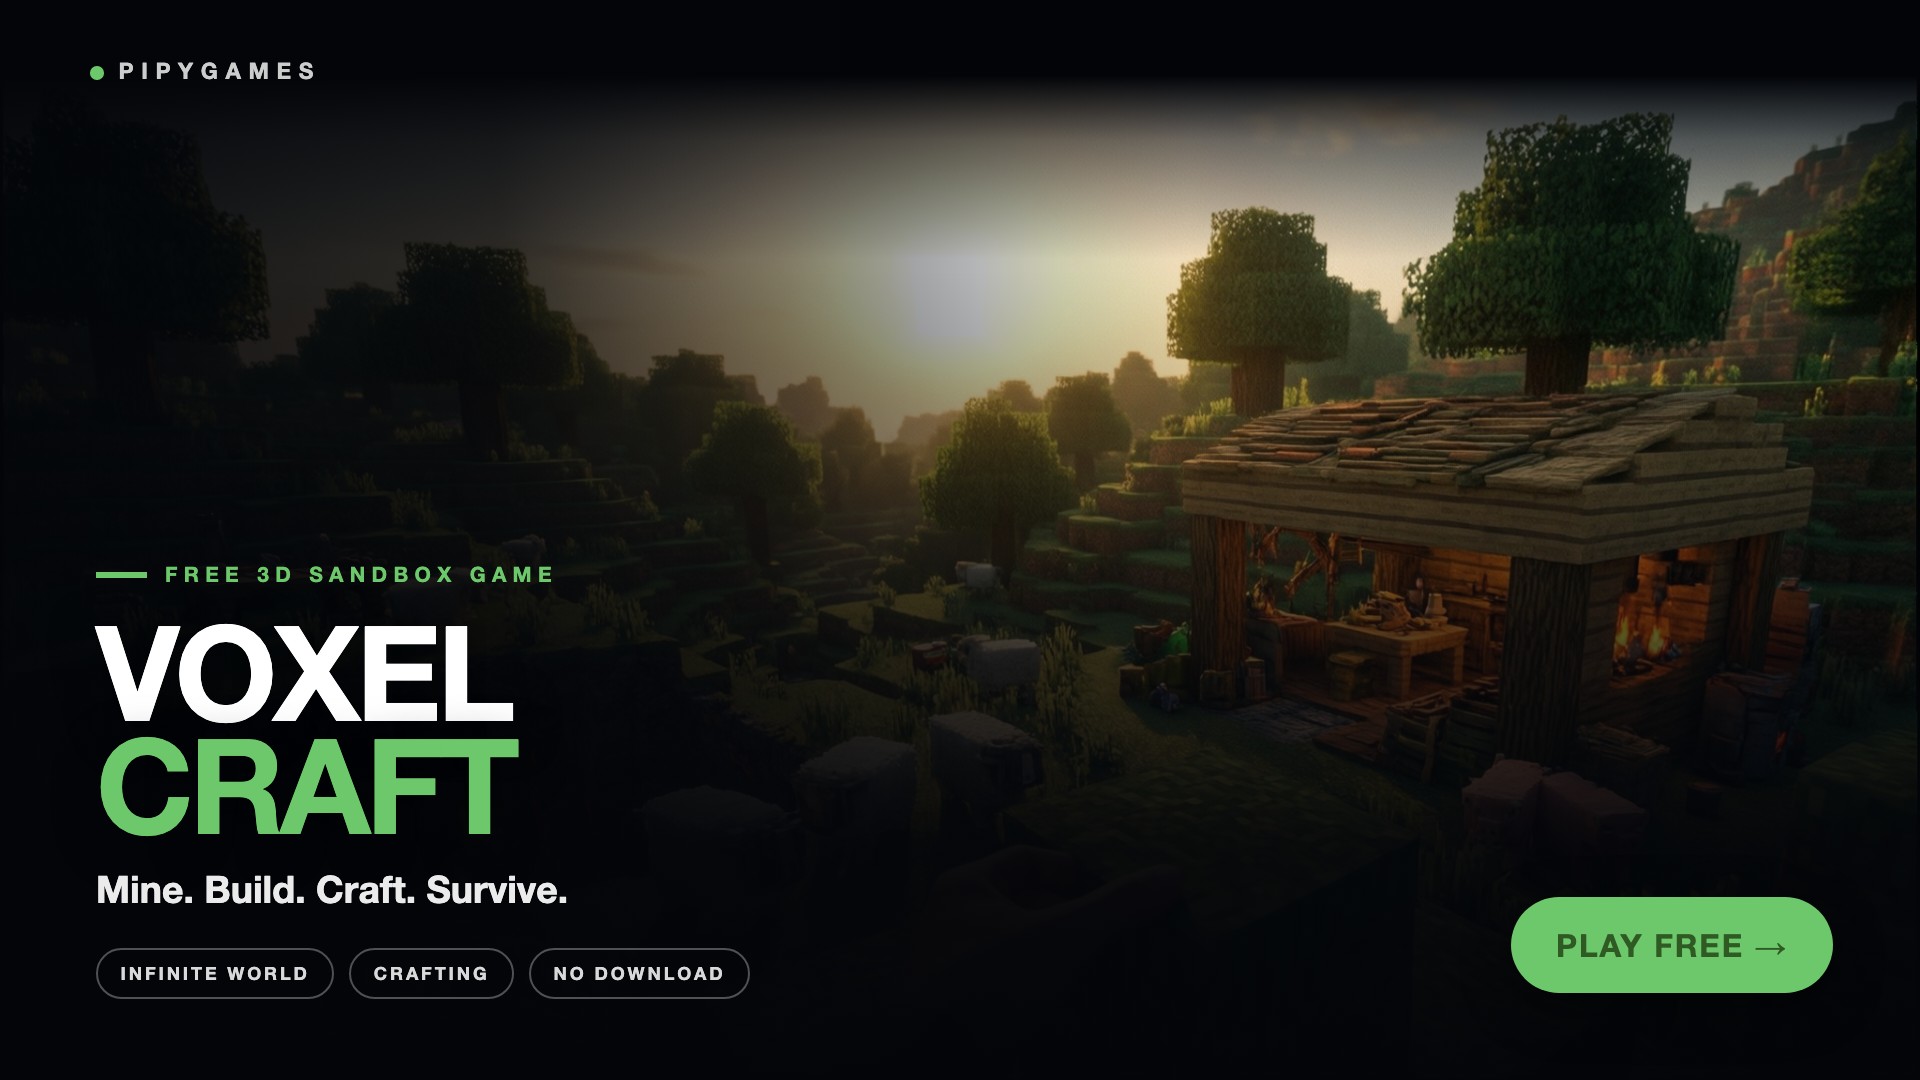 PIPYGAMES
FREE 3D SANDBOX GAME
VOXEL
CRAFT
Mine. Build. Craft. Survive.
INFINITE WORLD
CRAFTING
NO DOWNLOAD
PLAY FREE →